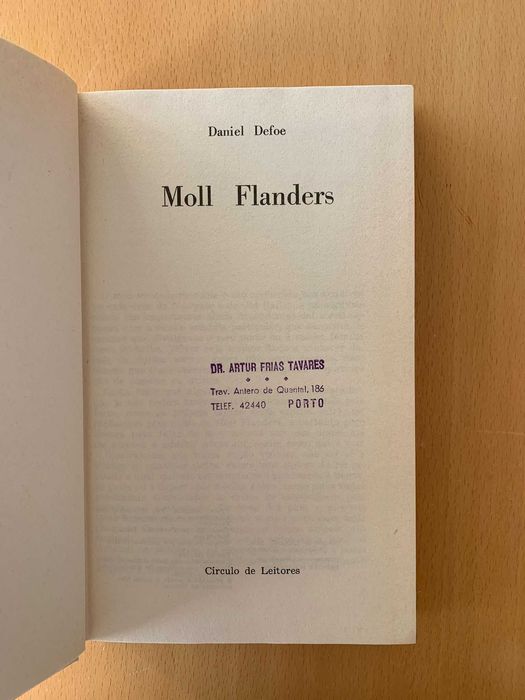 Daniel Defoe
Moll Flanders
DR. ARTUR FRIAS TAVARES
Trav. Antero de Quental, 186
TELEF. 42440 PORTO
Círculo de Leitores